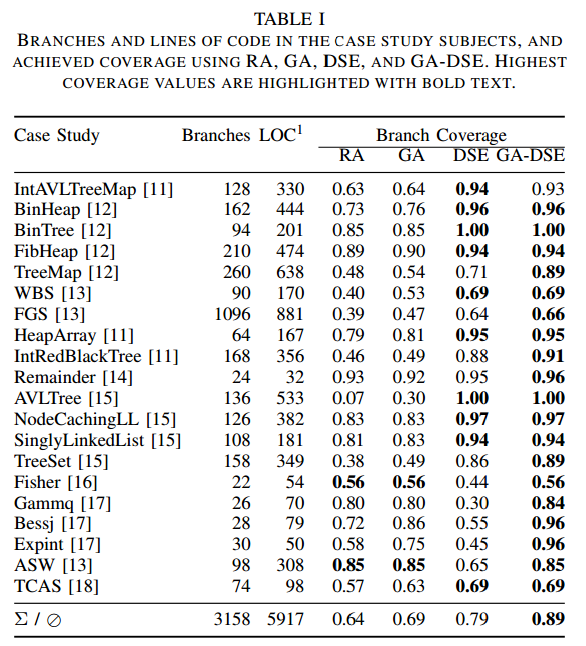 TABLE I
BRANCHES AND LINES OF CODE IN THE CASE STUDY SUBJECTS, AND
ACHIEVED COVERAGE USING RA, GA, DSE, AND GA-DSE. HIGHEST
COVERAGE VALUES ARE HIGHLIGHTED WITH BOLD TEXT.
Case Study Branches LOC¹ Branch Coverage
RA GA DSE GA-DSE
IntAVLTreeMap [11] 128 330 0.63 0.64 0.94 0.93
BinHeap [12] 162 444 0.73 0.76 0.96 0.96
BinTree [12] 94 201 0.85 0.85 1.00 1.00
FibHeap [12] 210 474 0.89 0.90 0.94 0.94
TreeMap [12] 260 638 0.48 0.54 0.71 0.89
WBS [13] 90 170 0.40 0.53 0.69 0.69
FGS [13] 1096 881 0.39 0.47 0.64 0.66
HeapArray [11] 64 167 0.79 0.81 0.95 0.95
IntRedBlackTree [11] 168 356 0.46 0.49 0.88 0.91
Remainder [14] 24 32 0.93 0.92 0.95 0.96
AVLTree [15] 136 533 0.07 0.30 1.00 1.00
NodeCachingLL [15] 126 382 0.83 0.83 0.97 0.97
SinglyLinkedList [15] 108 181 0.81 0.83 0.94 0.94
TreeSet [15] 158 349 0.38 0.49 0.86 0.89
Fisher [16] 22 54 0.56 0.56 0.44 0.56
Gammq [17] 26 70 0.80 0.80 0.30 0.84
Bessj [17] 28 79 0.72 0.86 0.55 0.96
Expint [17] 30 50 0.58 0.75 0.45 0.96
ASW [13] 98 308 0.85 0.85 0.65 0.85
TCAS [18] 74 98 0.57 0.63 0.69 0.69
Σ / ∅ 3158 5917 0.64 0.69 0.79 0.89